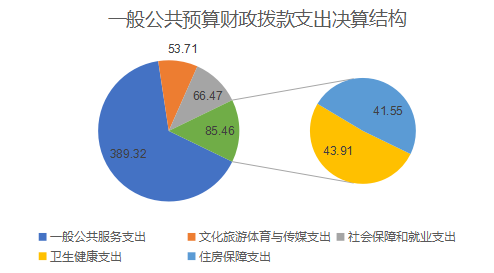 一般公共预算财政拨款支出决算结构
53.71
66.47
85.46
389.32
41.55
43.91
一般公共服务支出 文化旅游体育与传媒支出 社会保障和就业支出
卫生健康支出 住房保障支出